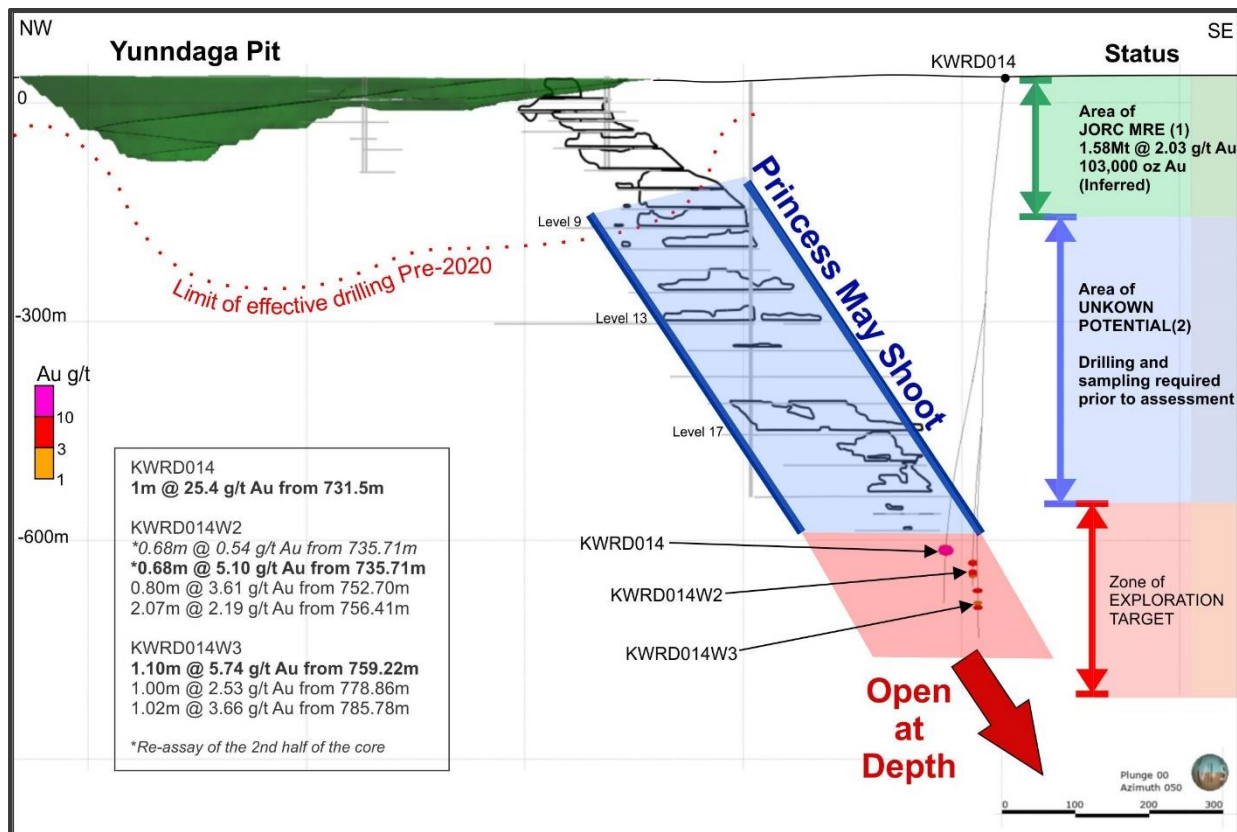 NW
SE
Yunndaga Pit
KWRD014
Status
0
Area of
JORC MRE (1)
1.58Mt @ 2.03 g/t Au
103,000 oz Au
(Inferred)
Princess May Shoot
Level 9
Limit of effective drilling Pre-2020
-300m
Level 13
Area of
UNKOWN
POTENTIAL(2)
Drilling and
sampling required
prior to assessment
Au g/t
10
3
1
Level 17
KWRD014
1m @ 25.4 g/t Au from 731.5m
KWRD014W2
*0.68m @ 0.54 g/t Au from 735.71m
*0.68m @ 5.10 g/t Au from 735.71m
0.80m @ 3.61 g/t Au from 752.70m
2.07m @ 2.19 g/t Au from 756.41m
KWRD014W3
1.10m @ 5.74 g/t Au from 759.22m
1.00m @ 2.53 g/t Au from 778.86m
1.02m @ 3.66 g/t Au from 785.78m
*Re-assay of the 2nd half of the core
-600m
KWRD014
KWRD014W2
KWRD014W3
Zone of
EXPLORATION
TARGET
Open
at
Depth
Plunge 00
Azimuth 050
0 100 200 300